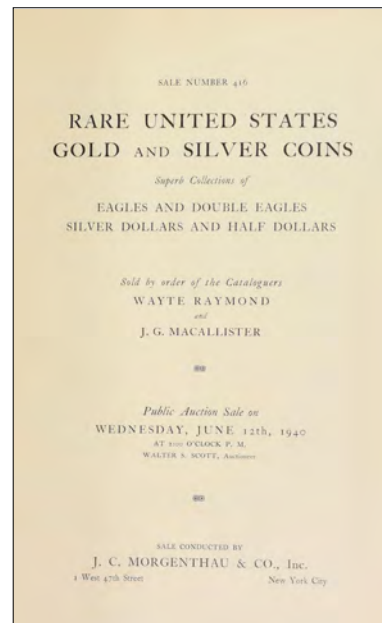 SALE NUMBER 416
RARE UNITED STATES
GOLD AND SILVER COINS
Superb Collections of
EAGLES AND DOUBLE EAGLES
SILVER DOLLARS AND HALF DOLLARS
Sold by order of the Cataloguers
WAYTE RAYMOND
and
J. G. MACALLISTER
Public Auction Sale on
WEDNESDAY, JUNE 12th, 1940
AT O'CLOCK P. M.
WALTER S. SCOTT, Auctioneer
SALE CONDUCTED BY
J. C. MORGENTHAU & CO., Inc.
1 West 47th Street New York City